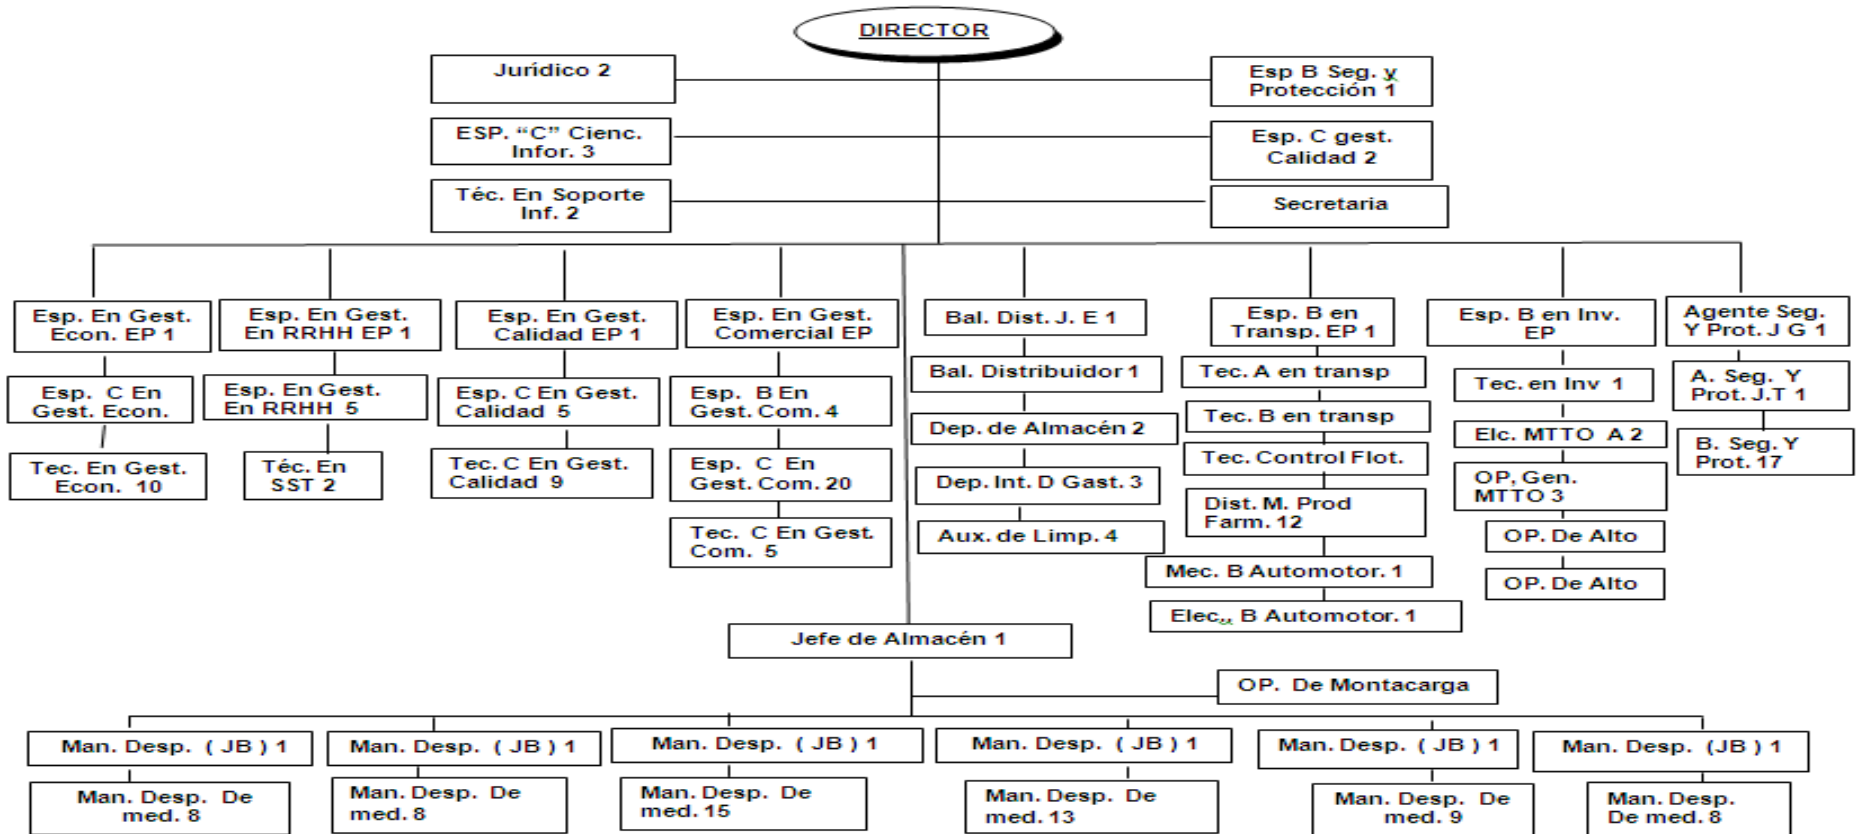 DIRECTOR
Jurídico 2
Esp B Seg. y
Protección 1
ESP. “C” Cienc.
Infor. 3
Esp. C gest.
Calidad 2
Téc. En Soporte
Inf. 2
Secretaria
Esp. En Gest.
Econ. EP 1
Esp. C En
Gest. Econ.
Tec. En Gest.
Econ. 10
Esp. En Gest.
En RRHH EP 1
Esp. En Gest.
En RRHH 5
Téc. En
SST 2
Esp. En Gest.
Calidad EP 1
Esp. C En Gest.
Calidad 5
Tec. C En Gest.
Calidad 9
Esp. En Gest.
Comercial EP
Esp. B En
Gest. Com. 4
Esp. C En
Gest. Com. 20
Tec. C En Gest.
Com. 5
Bal. Dist. J. E 1
Bal. Distribuidor 1
Dep. de Almacén 2
Dep. Int. D Gast. 3
Aux. de Limp. 4
Esp. B en
Transp. EP 1
Tec. A en transp
Tec. B en transp
Tec. Control Flot.
Dist. M. Prod
Farm. 12
Mec. B Automotor. 1
Elec,, B Automotor. 1
Esp. B en Inv.
EP
Tec. en Inv 1
Elc. MTTO A 2
OP, Gen.
MTTO 3
OP. De Alto
OP. De Alto
Agente Seg.
Y Prot. J G 1
A. Seg. Y
Prot. J.T 1
B. Seg. Y
Prot. 17
Jefe de Almacén 1
OP. De Montacarga
Man. Desp. ( JB ) 1
Man. Desp. ( JB ) 1
Man. Desp. ( JB ) 1
Man. Desp. ( JB ) 1
Man. Desp. ( JB ) 1
Man. Desp. (JB ) 1
Man. Desp. De
med. 8
Man. Desp. De
med. 8
Man. Desp. De
med. 15
Man. Desp. De
med. 13
Man. Desp. De
med. 9
Man. Desp.
De med. 8